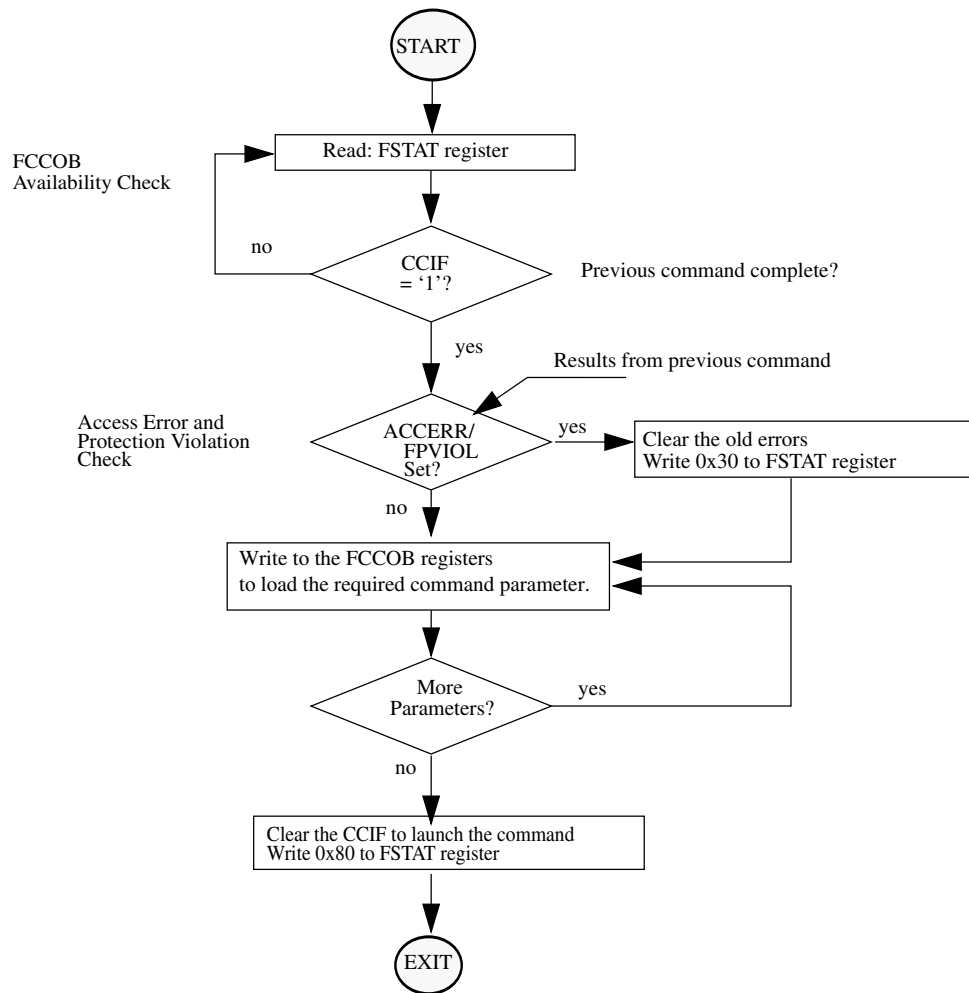 START
Read: FSTAT register
FCCOB
Availability Check
no
CCIF
= ‘1’?
Previous command complete?
yes
Results from previous command
Access Error and
Protection Violation
Check
ACCERR/
FPVIOL
Set?
yes
Clear the old errors
Write 0x30 to FSTAT register
no
Write to the FCCOB registers
to load the required command parameter.
More
Parameters?
yes
no
Clear the CCIF to launch the command
Write 0x80 to FSTAT register
EXIT